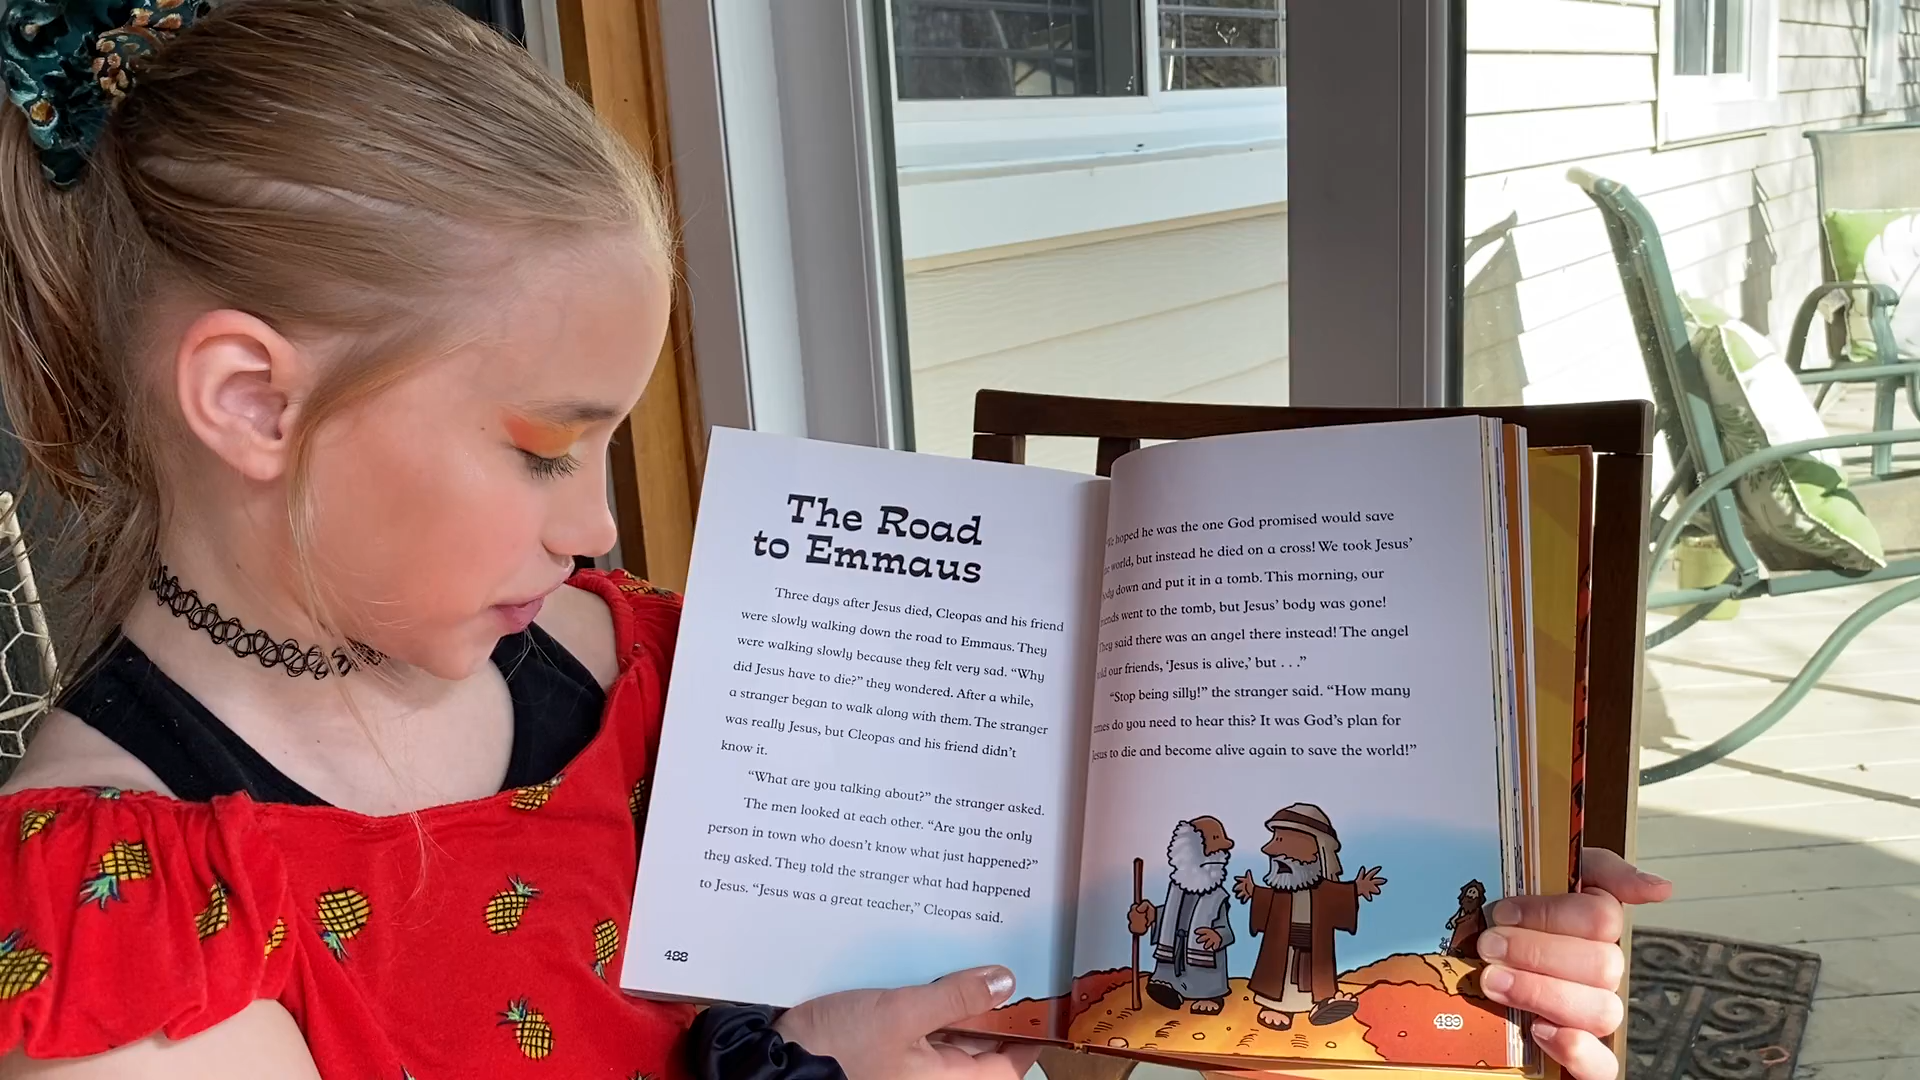 The Road
to Emmaus
Three days after Jesus died, Cleopas and his friend
were slowly walking down the road to Emmaus. They
were walking slowly because they felt very sad. “Why
did Jesus have to die?” they wondered. After a while,
a stranger began to walk along with them. The stranger
was really Jesus, but Cleopas and his friend didn’t
know it.
“What are you talking about?” the stranger asked.
The men looked at each other. “Are you the only
person in town who doesn’t know what just happened?”
they asked. They told the stranger what had happened
to Jesus. “Jesus was a great teacher,” Cleopas said.
488
hoped he was the one God promised would save
world, but instead he died on a cross! We took Jesus’
down and put it in a tomb. This morning, our
went to the tomb, but Jesus’ body was gone!
They said there was an angel there instead! The angel
our friends, ‘Jesus is alive,’ but . . .”
“Stop being silly!” the stranger said. “How many
do you need to hear this? It was God’s plan for
Jesus to die and become alive again to save the world!”
489